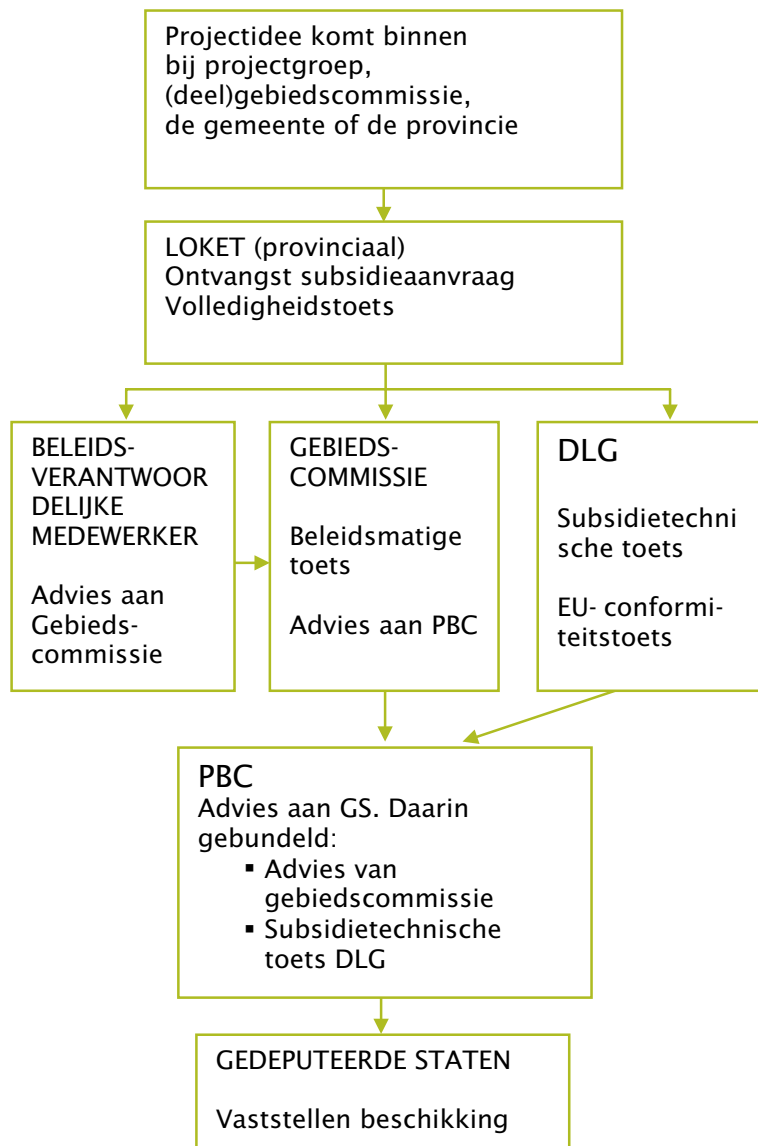 Projectidee komt binnen
bij projectgroep,
(deel)gebiedscommissie,
de gemeente of de provincie
LOKET (provinciaal)
Ontvangst subsidieaanvraag
Volledigheidstoets
BELEIDS-
VERANTWOOR
DELIJKE
MEDEWERKER
Advies aan
Gebieds-
commissie
GEBIEDS-
COMMISSIE
Beleidsmatige
toets
Advies aan PBC
DLG
Subsidietechni
sche toets
EU- conformi-
teitstoets
PBC
Advies aan GS. Daarin
gebundeld:
▪ Advies van
gebiedscommissie
▪ Subsidietechnische
toets DLG
GEDEPUTEERDE STATEN
Vaststellen beschikking